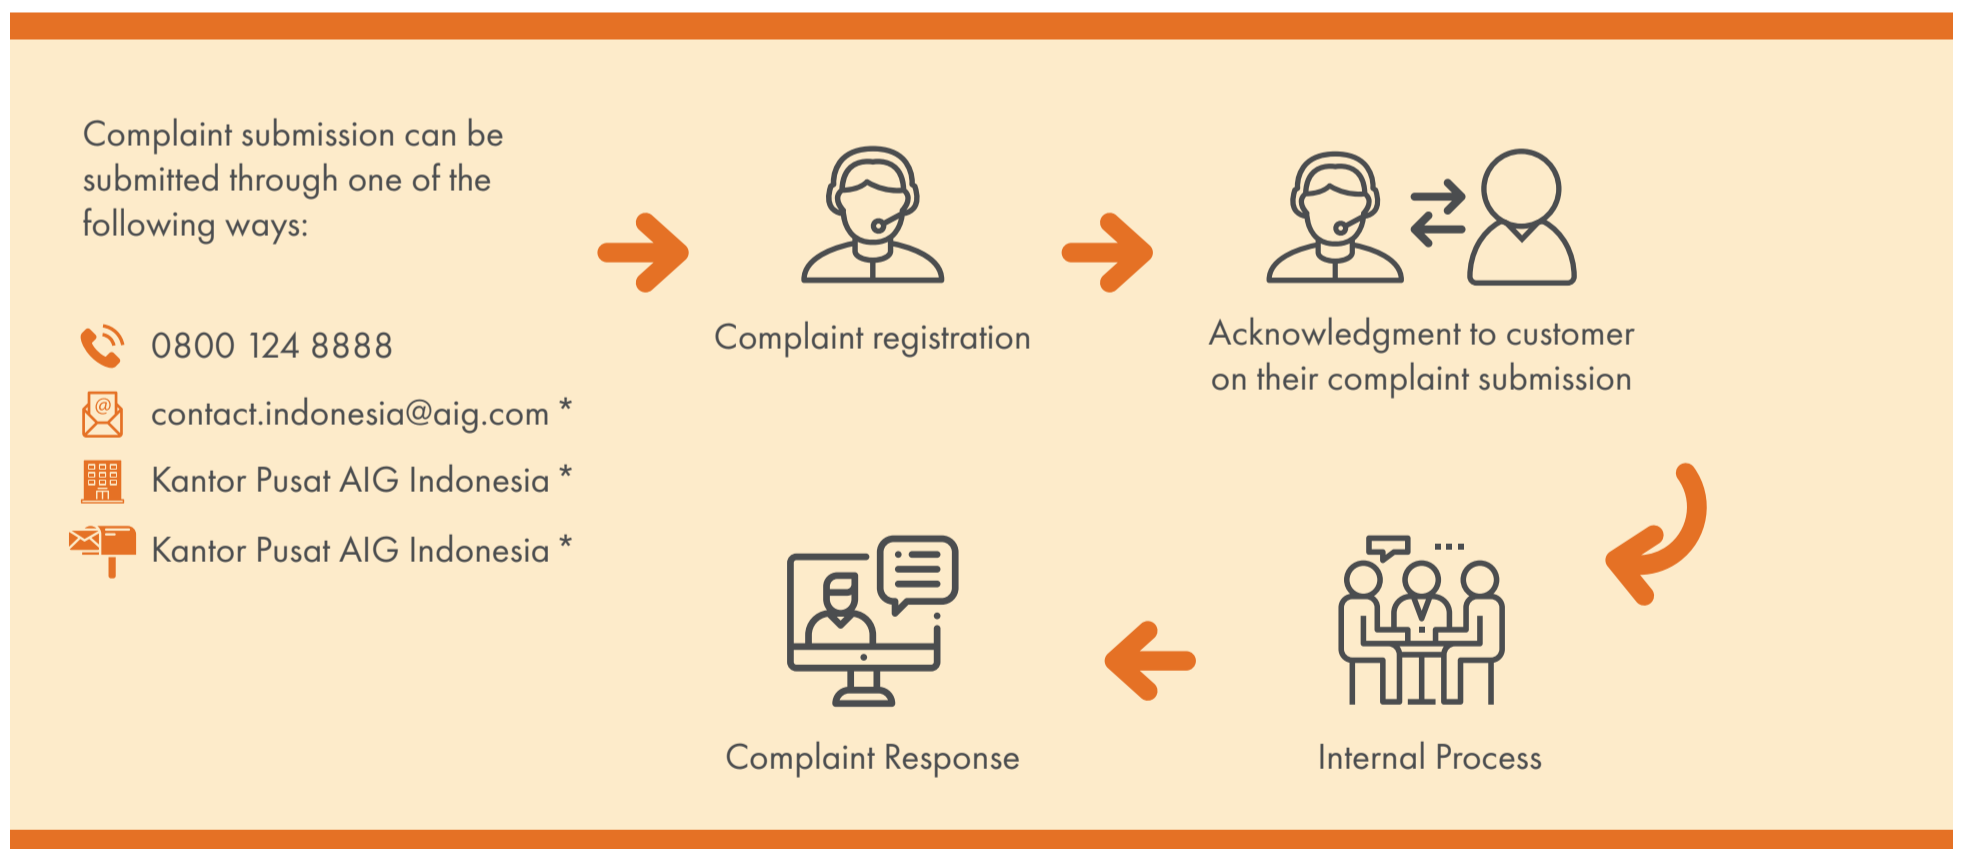 Complaint submission can be
submitted through one of the
following ways:
0800 124 8888
contact.indonesia@aig.com *
Kantor Pusat AIG Indonesia *
Kantor Pusat AIG Indonesia *
Complaint registration
Acknowledgment to customer
on their complaint submission
Internal Process
Complaint Response